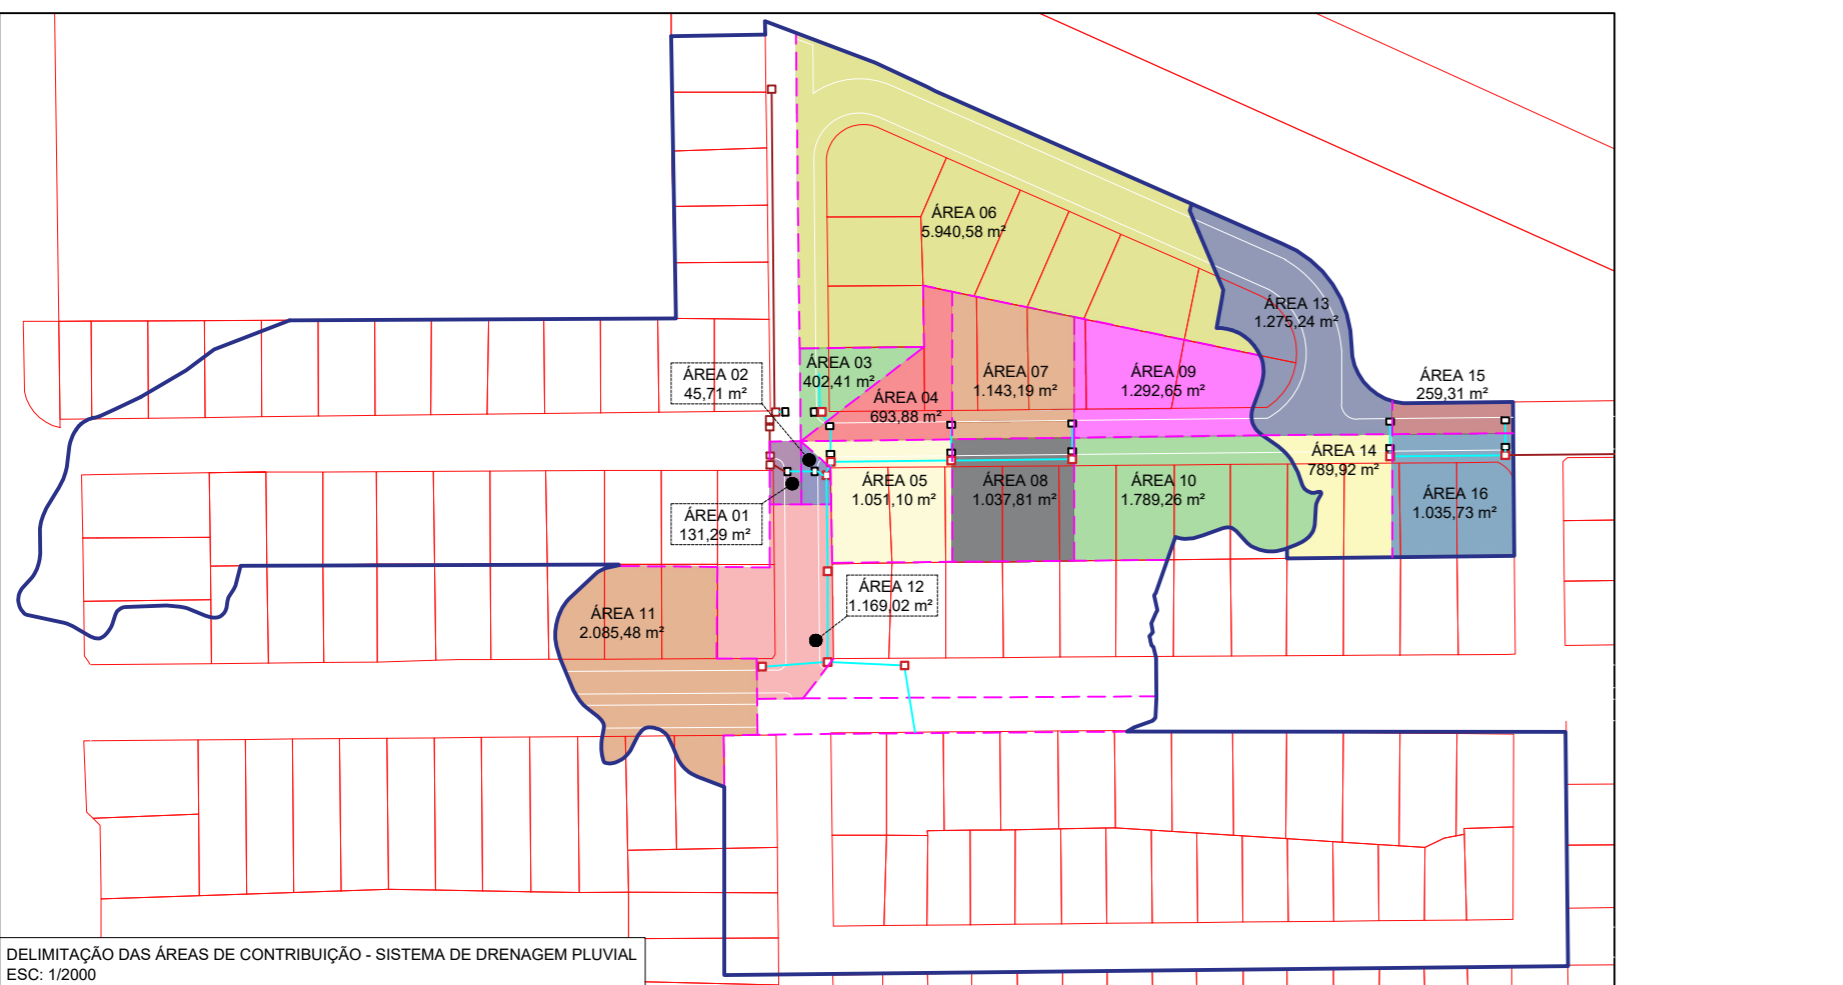 ÁREA 06
5.940,58 m²
ÁREA 13
1.275,24 m²
ÁREA 02
45,71 m²
ÁREA 03
402,41 m²
ÁREA 04
693,88 m²
ÁREA 07
1.143,19 m²
ÁREA 09
1.292,65 m²
ÁREA 15
259,31 m²
ÁREA 01
131,29 m²
ÁREA 05
1.051,10 m²
ÁREA 08
1.037,81 m²
ÁREA 10
1.789,26 m²
ÁREA 14
789,92 m²
ÁREA 16
1.035,73 m²
ÁREA 11
2.085,48 m²
ÁREA 12
1.169,02 m²
DELIMITAÇÃO DAS ÁREAS DE CONTRIBUIÇÃO - SISTEMA DE DRENAGEM PLUVIAL
ESC: 1/2000